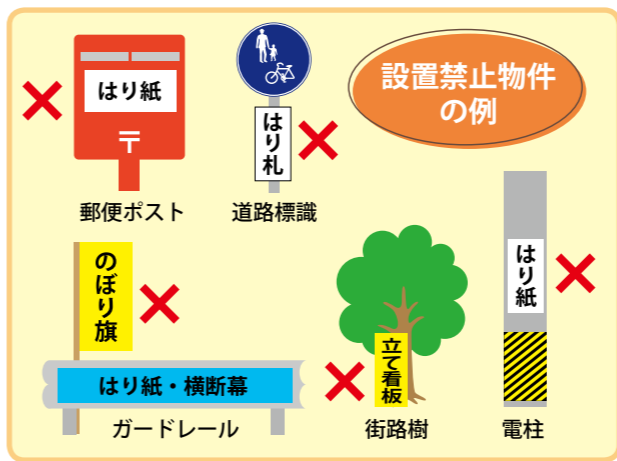 設置禁止物件
の例
はり紙
〒
郵便ポスト
はり札
道路標識
のぼり旗
はり紙・横断幕
ガードレール
立て看板
街路樹
はり紙
電柱